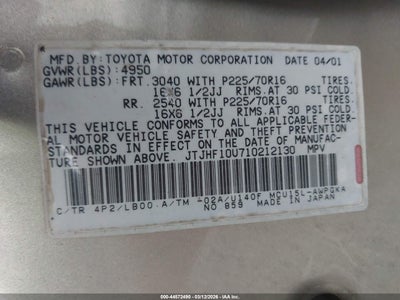 MFD.BY:TOYOTA MOTOR CORPORATION DATE 04/01
GVWR(LBS):4950
GAWR(LBS):FRT.3040 WITH P225/70R16 TIRES.
16X6 1/2JJ RIMS.AT 30 PSI COLD
RR. 2540 WITH P225/70R16 TIRES.
16X6 1/2JJ RIMS.AT 30 PSI COLD
THIS VEHICLE CONFORMS TO ALL APPLICABLE FEDER-
AL MOTOR VEHICLE SAFETY AND THEFT PREVENTION
STANDARDS IN EFFECT ON THE DATE OF MANUFAC-
TURE SHOWN ABOVE. JTJHF10U710212130 MPV
C/TR 4P2/LB00 A/TM -02A/U140F MCU15L-AWPGKA
NO 859 MADE IN JAPAN
000-44672490 - 03/12/2026 - © IAA